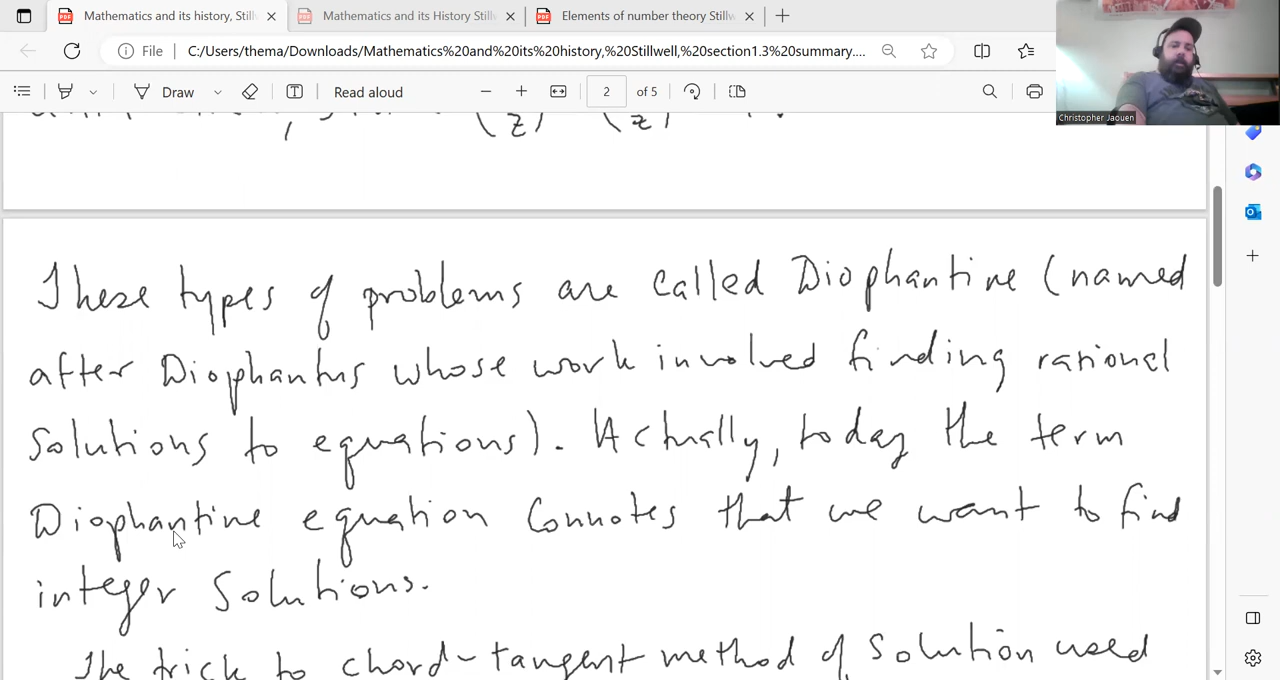 Mathematics and its history, Still
Mathematics and its History Still
Elements of number theory Stillw
File
C:/Users/thema/Downloads/Mathematics%20and%20its%20history,%20Stillwell,%20section1.3%20summary....
Draw
Read aloud
2 of 5
Christopher Jaouen
These types of problems are called Diophantine (named
after Diophantus whose work involved finding rational
solutions to equations). Actually, today the term
Diophantine equation connotes that we want to find
integer solutions.
The trick to chord-tangent method of solution used